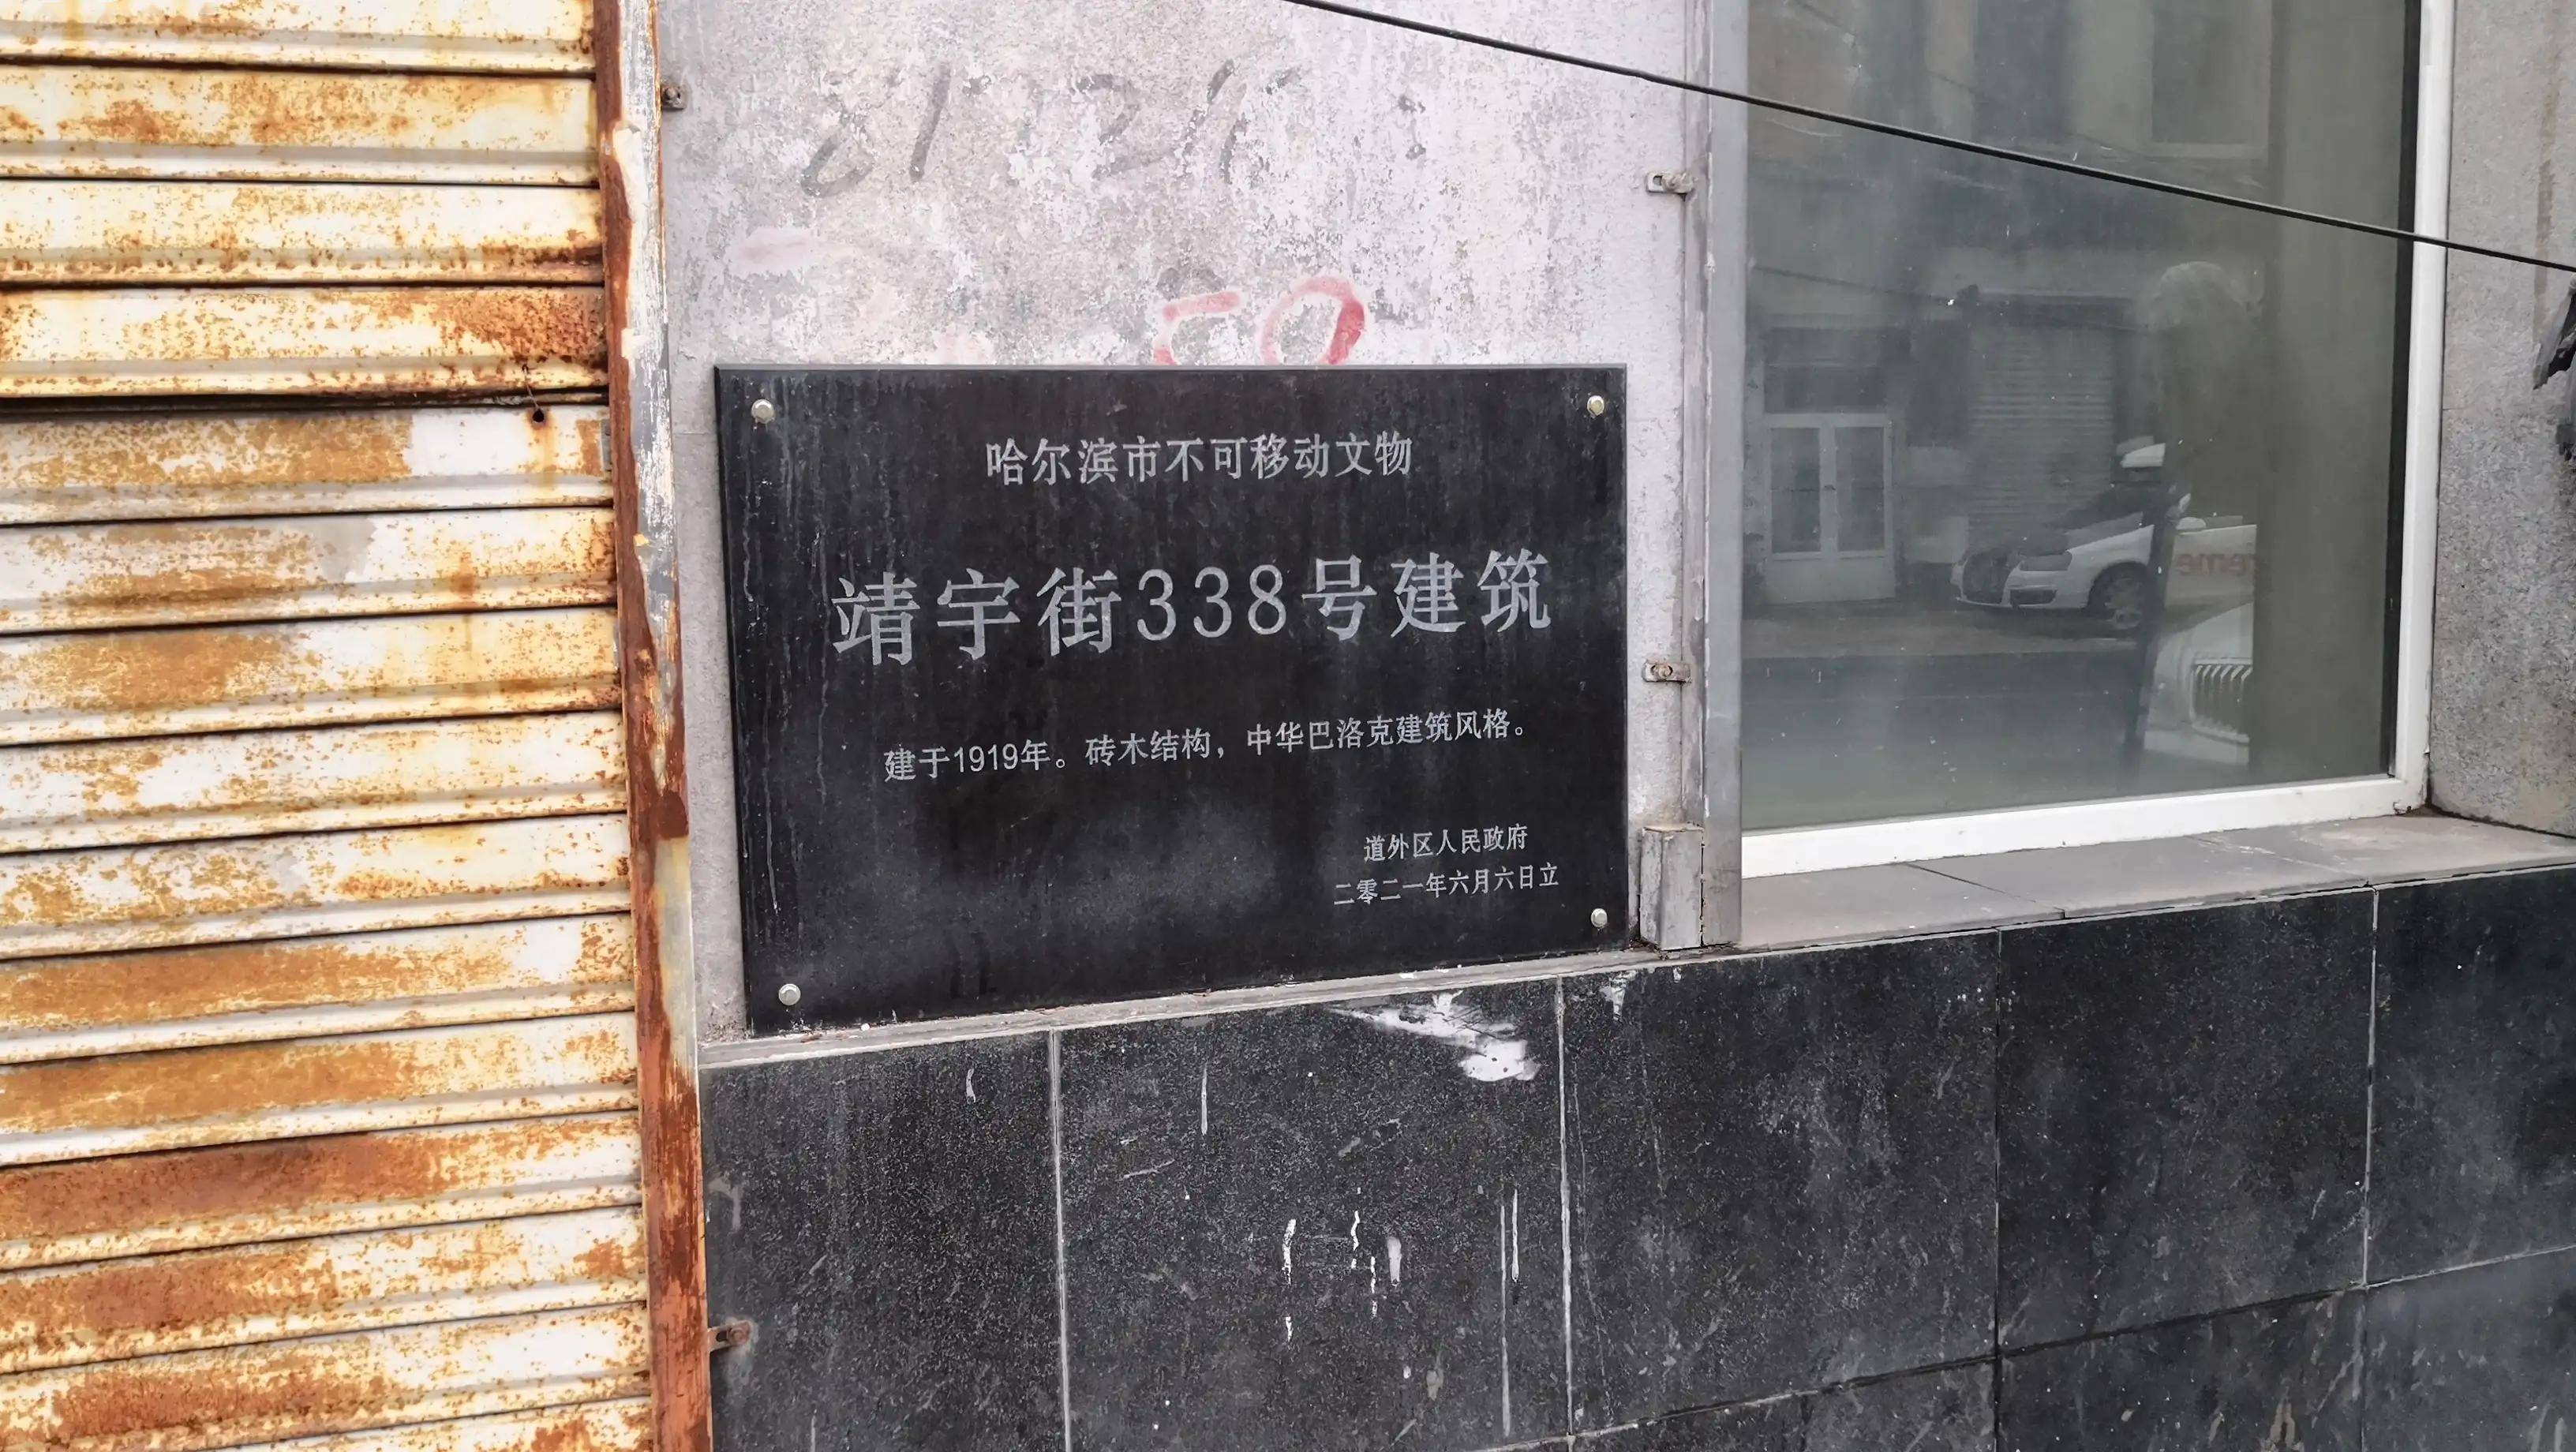 50
哈尔滨市不可移动文物
靖宇街338号建筑
建于1919年。砖木结构，中华巴洛克建筑风格。
道外区人民政府
二零二一年六月六日立